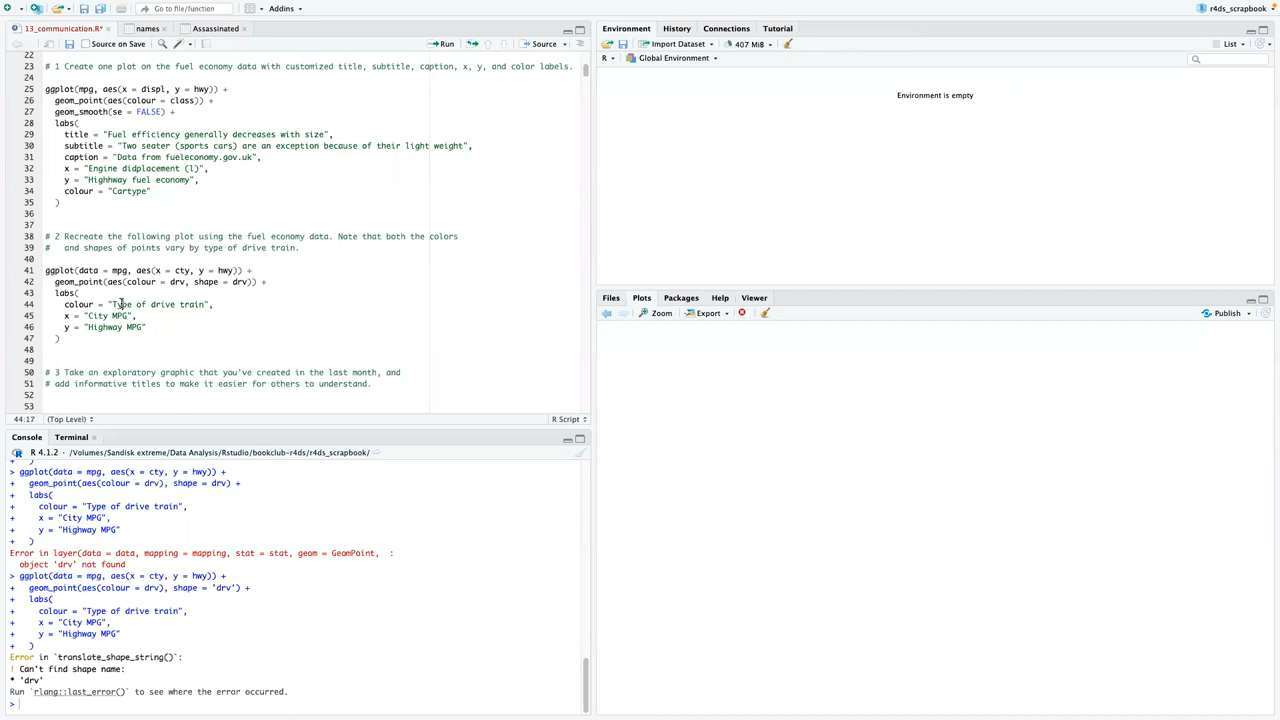 Go to file/function
Addins
r4ds_scrapbook
13_communication.R*
names
Assassinated
Source on Save
Run
Source
22
23 # 1 Create one plot on the fuel economy data with customized title, subtitle, caption, x, y, and color labels.
24
25 ggplot(mpg, aes(x = displ, y = hwy)) +
26 geom_point(aes(colour = class)) +
27 geom_smooth(se = FALSE) +
28 labs(
29 title = "Fuel efficiency generally decreases with size",
30 subtitle = "Two seater (sports cars) are an exception because of their light weight",
31 caption = "Data from fueleconomy.gov.uk",
32 x = "Engine didplacement (l)",
33 y = "Highhway fuel economy",
34 colour = "Cartype"
35 )
36
37
38 # 2 Recreate the following plot using the fuel economy data. Note that both the colors
39 # and shapes of points vary by type of drive train.
40
41 ggplot(data = mpg, aes(x = cty, y = hwy)) +
42 geom_point(aes(colour = drv, shape = drv)) +
43 labs(
44 colour = "Type of drive train",
45 x = "City MPG",
46 y = "Highway MPG"
47 )
48
49
50 # 3 Take an exploratory graphic that you've created in the last month, and
51 # add informative titles to make it easier for others to understand.
52
53
44:17 (Top Level) R Script
Console Terminal
R 4.1.2 · /Volumes/Sandisk extreme/Data Analysis/Rstudio/bookclub-r4ds/r4ds_scrapbook/
+ )
> ggplot(data = mpg, aes(x = cty, y = hwy)) +
+ geom_point(aes(colour = drv), shape = drv) +
+ labs(
+ colour = "Type of drive train",
+ x = "City MPG",
+ y = "Highway MPG"
+ )
Error in layer(data = data, mapping = mapping, stat = stat, geom = GeomPoint, :
object 'drv' not found
> ggplot(data = mpg, aes(x = cty, y = hwy)) +
+ geom_point(aes(colour = drv), shape = 'drv') +
+ labs(
+ colour = "Type of drive train",
+ x = "City MPG",
+ y = "Highway MPG"
+ )
Error in `translate_shape_string()`:
! Can't find shape name:
* 'drv'
Run `rlang::last_error()` to see where the error occurred.
>
Environment History Connections Tutorial
Import Dataset 407 MiB List
R Global Environment
Environment is empty
Files Plots Packages Help Viewer
Zoom Export Publish